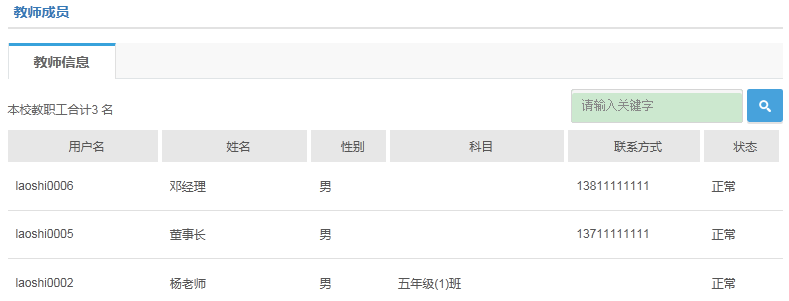 教师成员
教师信息
本校教职工合计3 名
请输入关键字
用户名 姓名 性别 科目 联系方式 状态
laoshi0006 邓经理 男 13811111111 正常
laoshi0005 董事长 男 13711111111 正常
laoshi0002 杨老师 男 五年级(1)班 正常